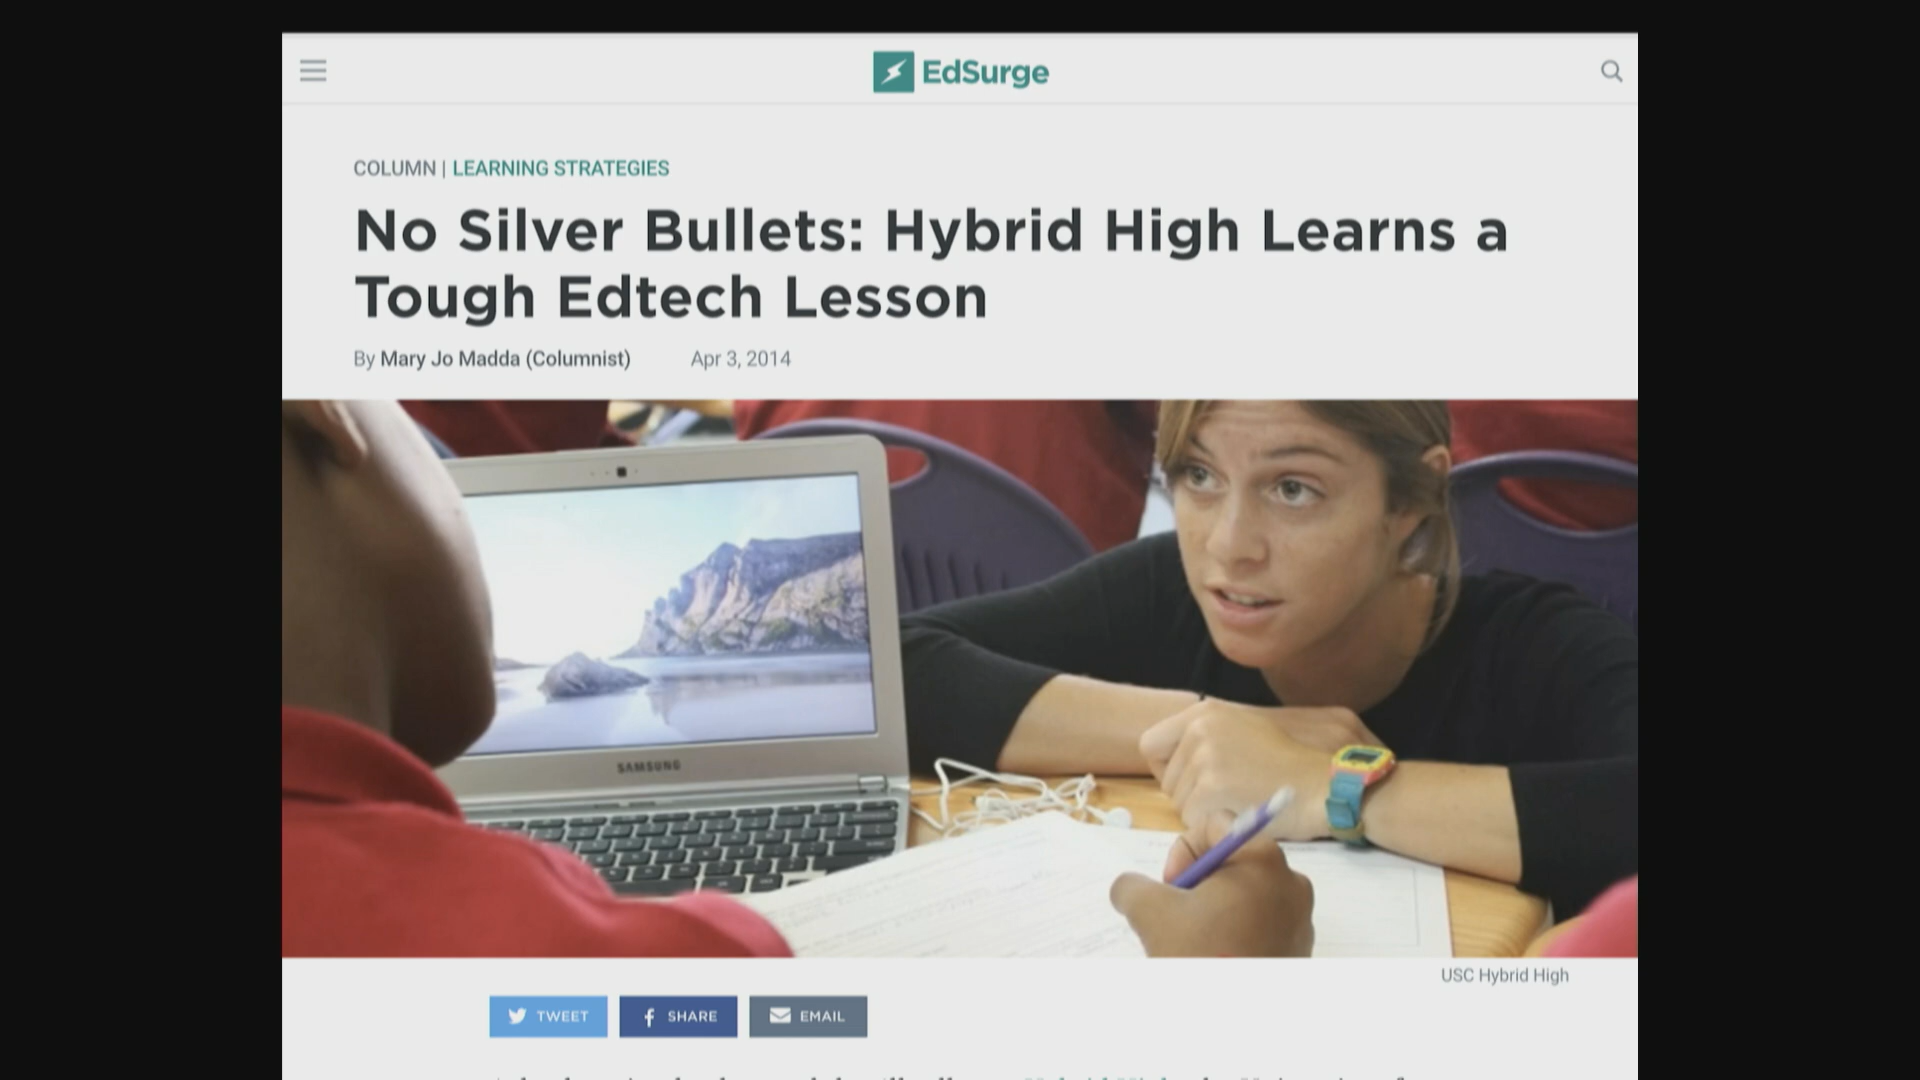 EdSurge
COLUMN | LEARNING STRATEGIES
No Silver Bullets: Hybrid High Learns a
Tough Edtech Lesson
By Mary Jo Madda (Columnist) Apr 3, 2014
SAMSUNG
USC Hybrid High
TWEET SHARE EMAIL